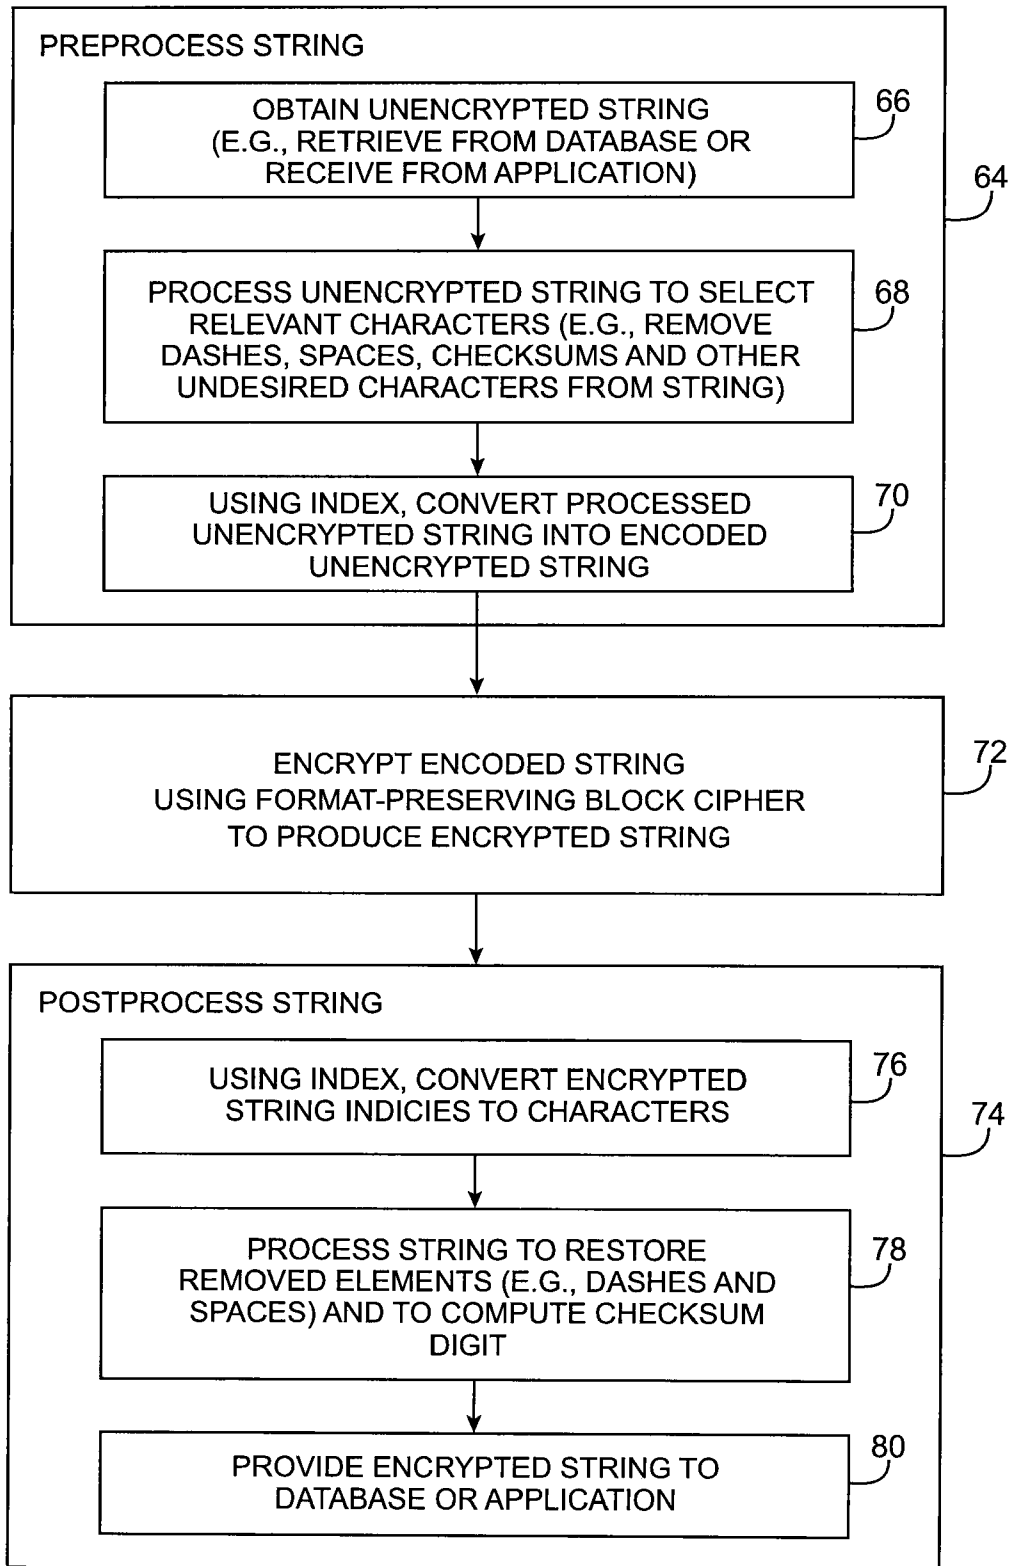 PREPROCESS STRING
OBTAIN UNENCRYPTED STRING
(E.G., RETRIEVE FROM DATABASE OR
RECEIVE FROM APPLICATION)
66
64
PROCESS UNENCRYPTED STRING TO SELECT
RELEVANT CHARACTERS (E.G., REMOVE
DASHES, SPACES, CHECKSUMS AND OTHER
UNDESIRED CHARACTERS FROM STRING)
68
USING INDEX, CONVERT PROCESSED
UNENCRYPTED STRING INTO ENCODED
UNENCRYPTED STRING
70
ENCRYPT ENCODED STRING
USING FORMAT-PRESERVING BLOCK CIPHER
TO PRODUCE ENCRYPTED STRING
72
POSTPROCESS STRING
USING INDEX, CONVERT ENCRYPTED
STRING INDICIES TO CHARACTERS
76
74
PROCESS STRING TO RESTORE
REMOVED ELEMENTS (E.G., DASHES AND
SPACES) AND TO COMPUTE CHECKSUM
DIGIT
78
PROVIDE ENCRYPTED STRING TO
DATABASE OR APPLICATION
80